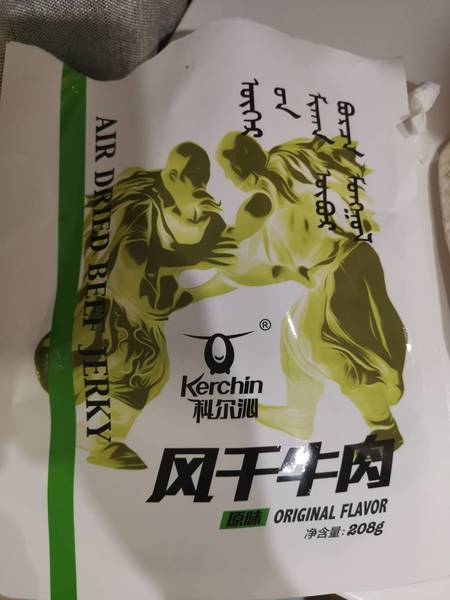 AIR DRIED BEEF JERKY
®
Kerchin
科尔沁
风干牛肉
原味 ORIGINAL FLAVOR
净含量: 208g